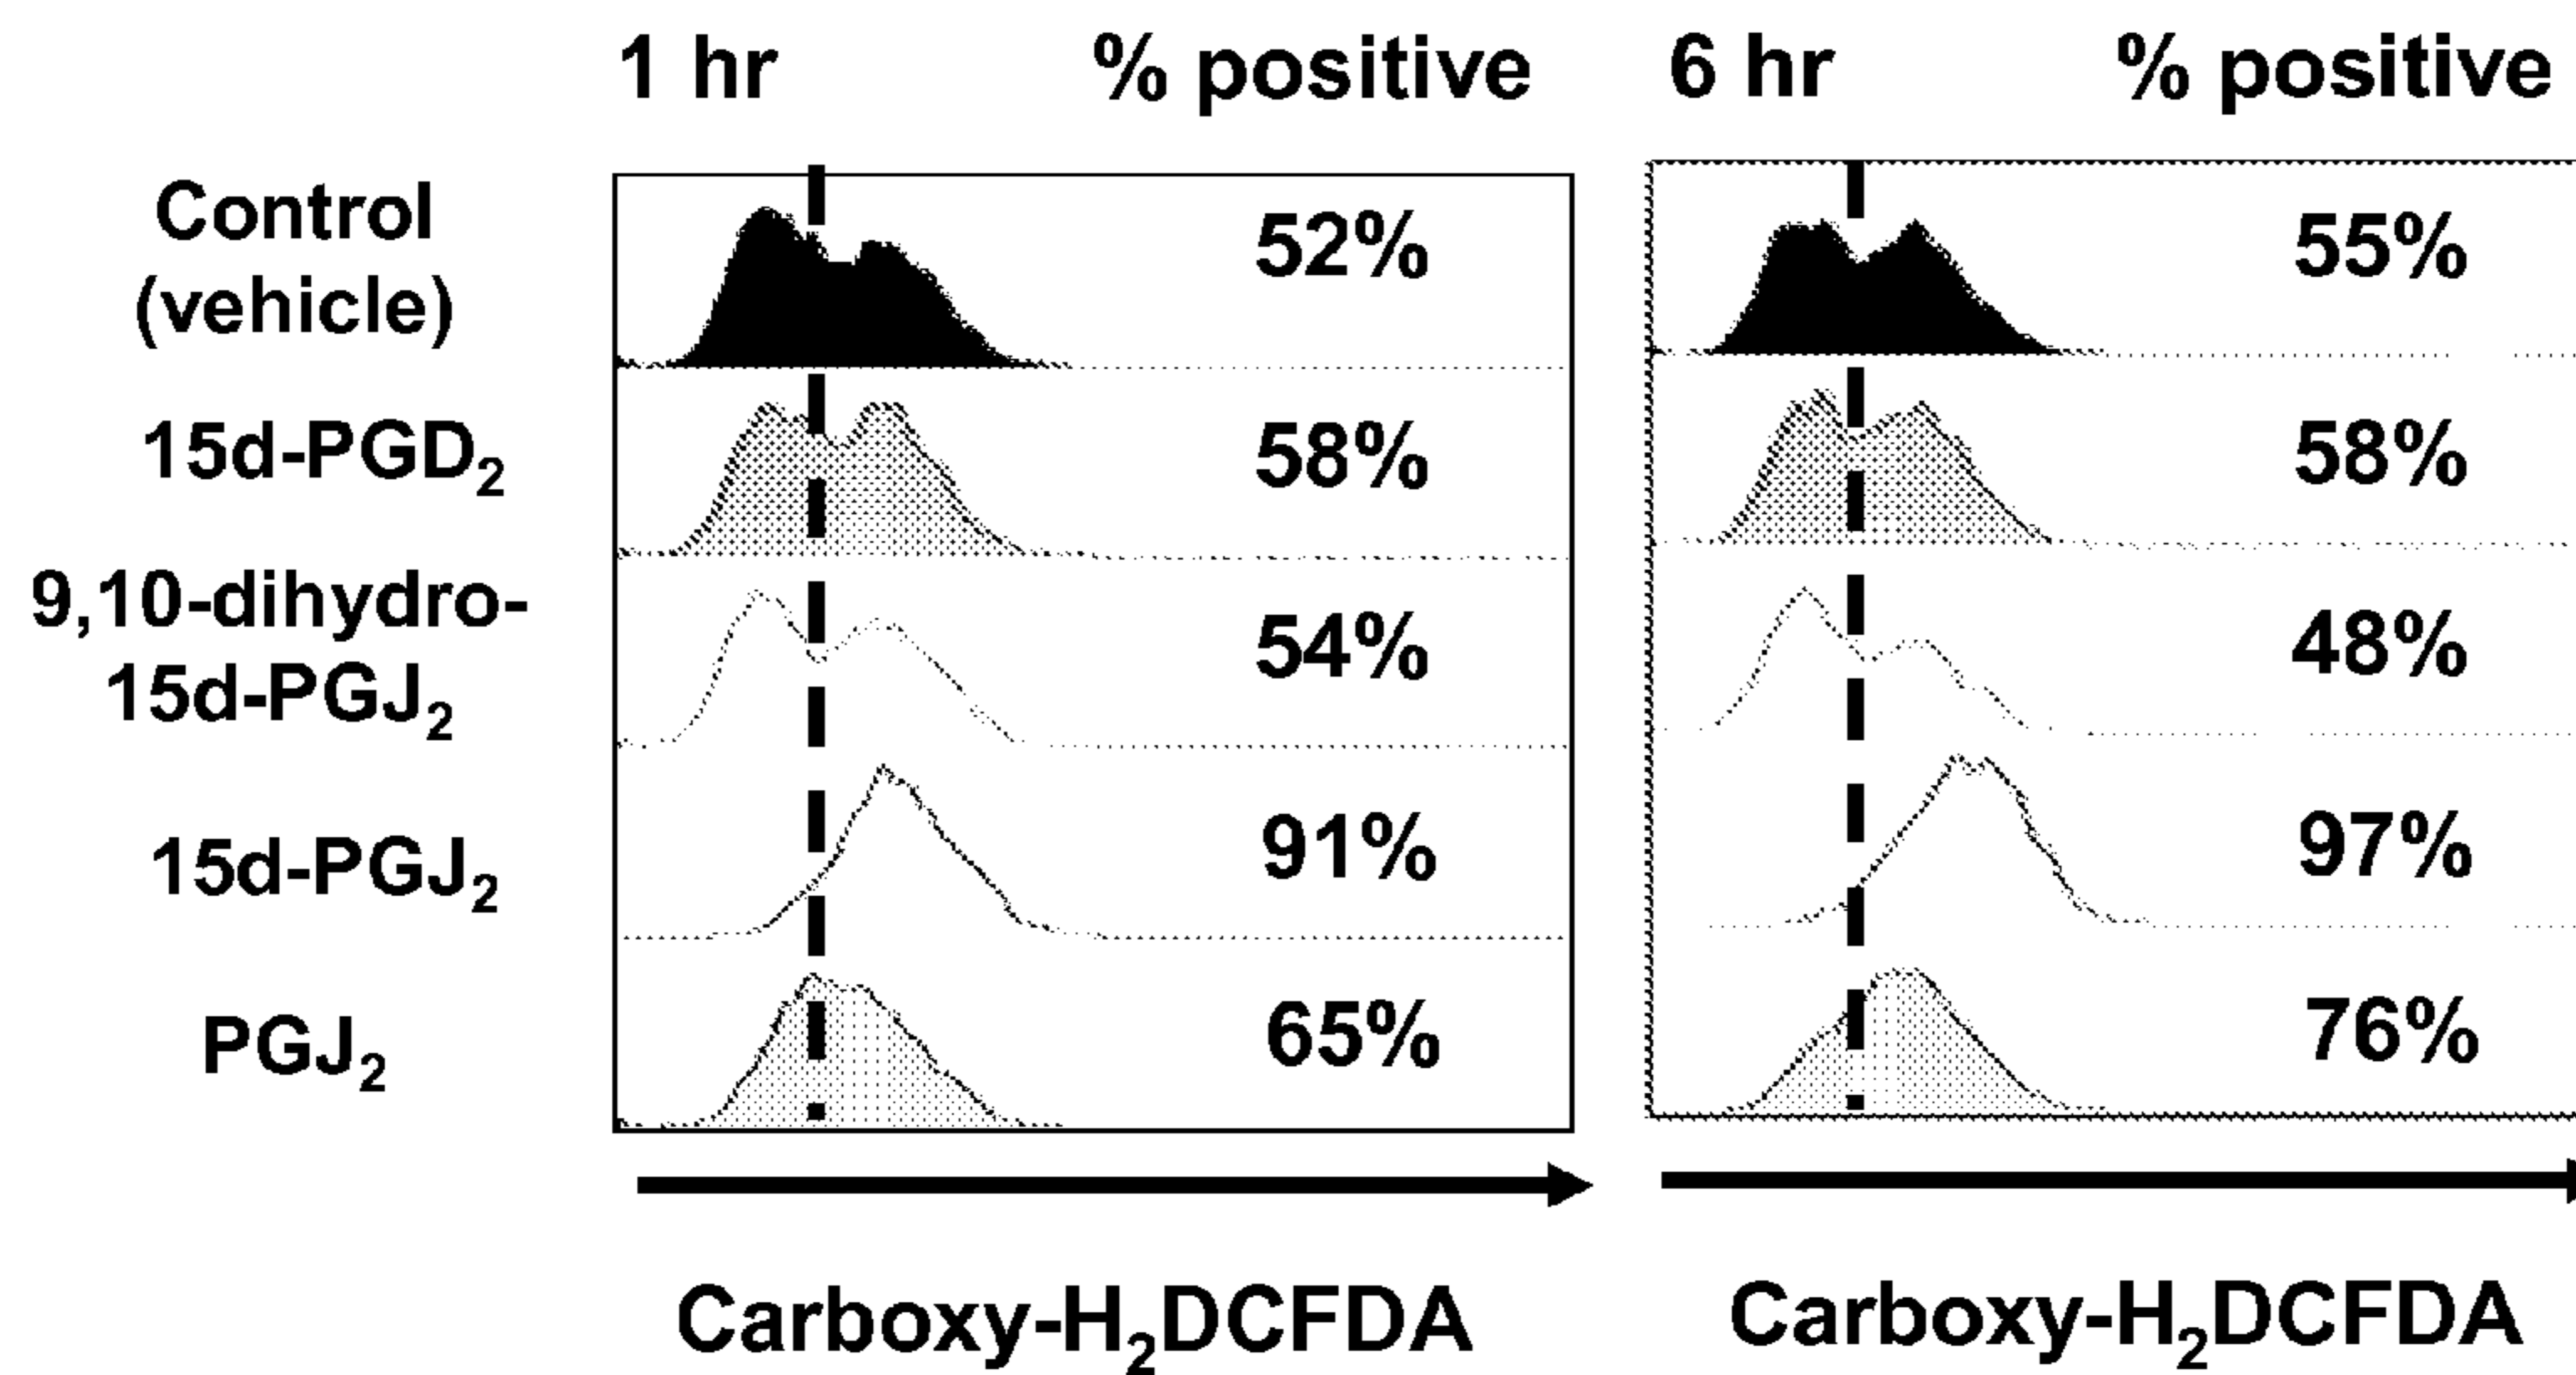 1 hr % positive 6 hr % positive
Control
(vehicle)
52% 55%
15d-PGD₂ 58% 58%
9,10-dihydro-
15d-PGJ₂
54% 48%
15d-PGJ₂ 91% 97%
PGJ₂ 65% 76%
Carboxy-H₂DCFDA Carboxy-H₂DCFDA